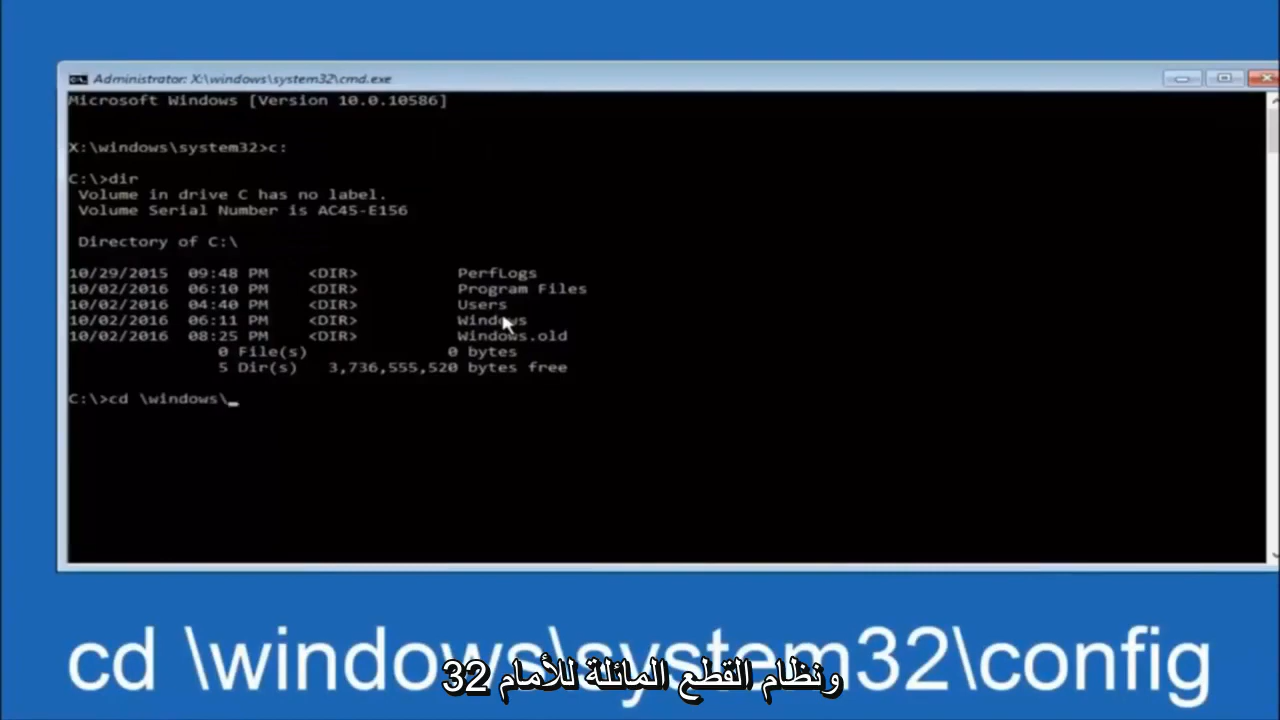 Administrator: X:\windows\system32\cmd.exe
Microsoft Windows [Version 10.0.10586]
X:\windows\system32>c:
C:\>dir
Volume in drive C has no label.
Volume Serial Number is AC45-E156
Directory of C:\
10/29/2015 09:48 PM <DIR> PerfLogs
10/02/2016 06:10 PM <DIR> Program Files
10/02/2016 04:40 PM <DIR> Users
10/02/2016 06:11 PM <DIR> Windows
10/02/2016 08:25 PM <DIR> Windows.old
0 File(s) 0 bytes
5 Dir(s) 3,736,555,520 bytes free
C:\>cd \windows\_
cd \windows\system32\config
ونظام القطع المائلة للأمام 32